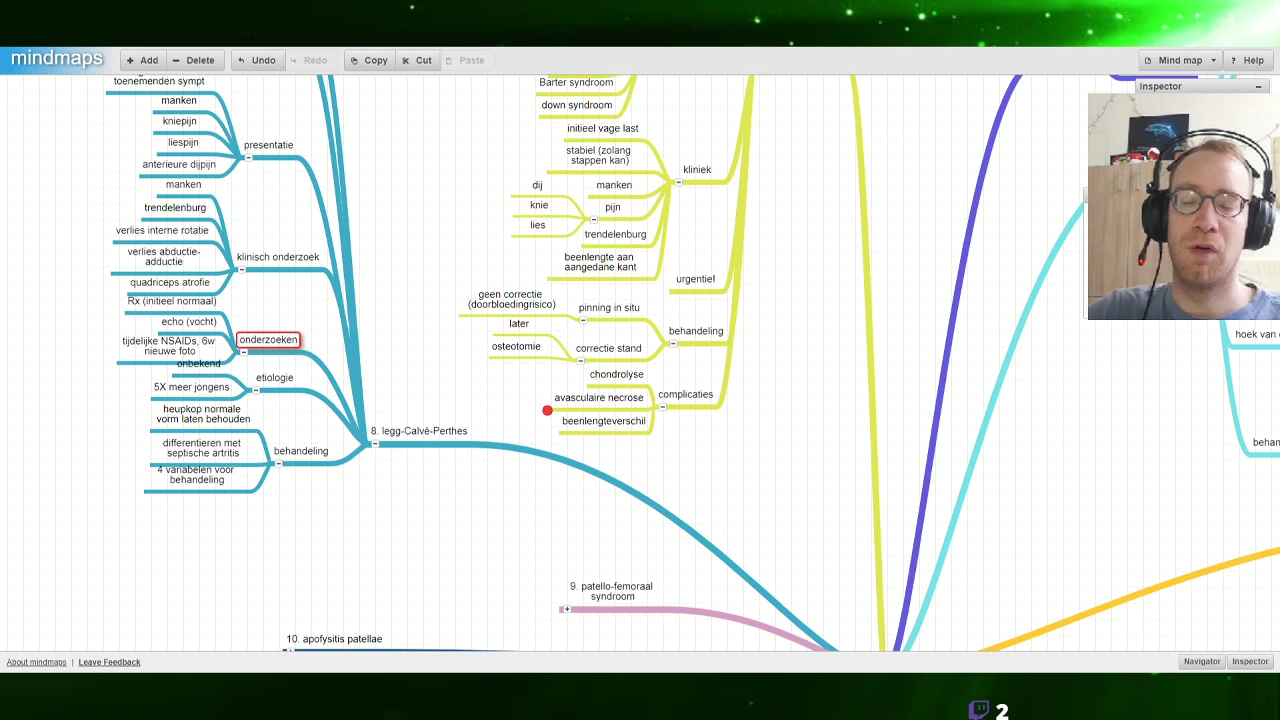 mindmaps
Add
Delete
Undo
Redo
Copy
Cut
Paste
Mind map
? Help
Inspector
toenemenden sympt
manken
kniepijn
liespijn
anterieure dijpijn
presentatie
manken
trendelenburg
verlies interne rotatie
verlies abductie-
adductie
quadriceps atrofie
klinisch onderzoek
Rx (initieel normaal)
echo (vocht)
tijdelijke NSAIDs, 6w
nieuwe foto
onderzoeken
onbekend
5X meer jongens
etiologie
heupkop normale
vorm laten behouden
differentieren met
septische artritis
4 variabelen voor
behandeling
behandeling
8. legg-Calvé-Perthes
Barter syndroom
down syndroom
initieel vage last
stabiel (zolang
stappen kan)
manken
dij
knie
lies
pijn
trendelenburg
beenlengte aan
aangedane kant
kliniek
urgentie!
geen correctie
(doorbloedingrisico)
pinning in situ
later
osteotomie
correctie stand
behandeling
chondrolyse
avasculaire necrose
beenlengteverschil
complicaties
9. patello-femoraal
syndroom
10. apofysitis patellae
hoek van
behan
About mindmaps | Leave Feedback
Navigator
Inspector
2